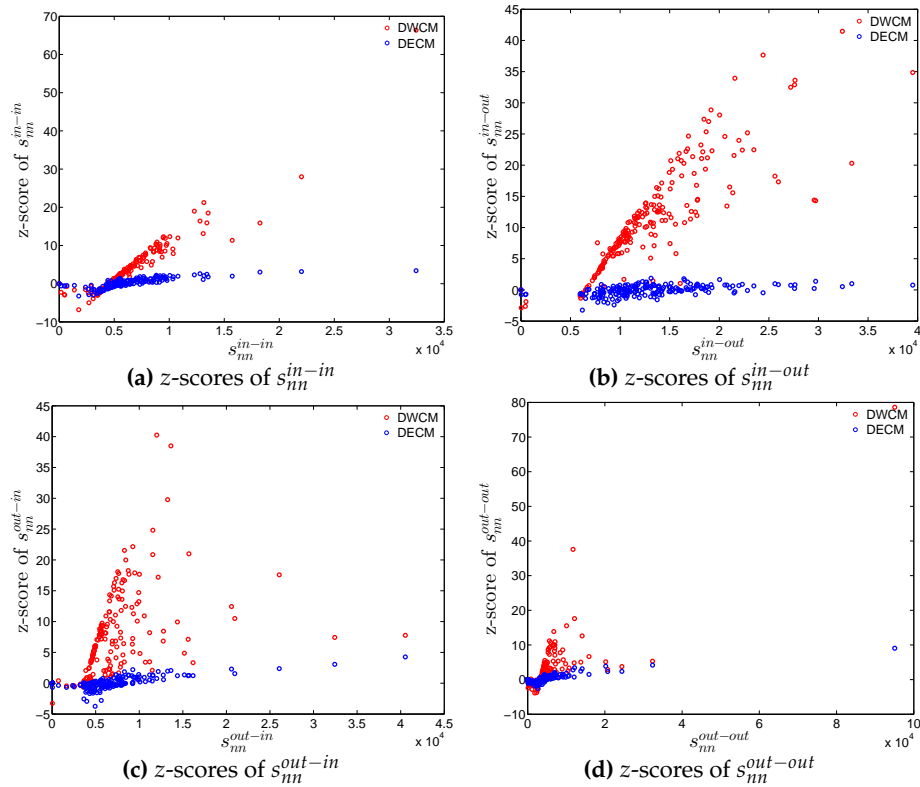 70
60
50
40
30
20
10
0
−10
z-score of s_{nn}^{in−in}
DWCM
DECM
0 0.5 1 1.5 2 2.5 3 3.5
x 10^4
s_{nn}^{in−in}
(a) z-scores of s_{nn}^{in−in}
45
40
35
30
25
20
15
10
5
0
−5
z-score of s_{nn}^{in−out}
DWCM
DECM
0 0.5 1 1.5 2 2.5 3 3.5 4
x 10^4
s_{nn}^{in−out}
(b) z-scores of s_{nn}^{in−out}
45
40
35
30
25
20
15
10
5
0
−5
z-score of s_{nn}^{out−in}
DWCM
DECM
0 0.5 1 1.5 2 2.5 3 3.5 4 4.5
x 10^4
s_{nn}^{out−in}
(c) z-scores of s_{nn}^{out−in}
80
70
60
50
40
30
20
10
0
−10
z-score of s_{nn}^{out−out}
DWCM
DECM
0 2 4 6 8 10
x 10^4
s_{nn}^{out−out}
(d) z-scores of s_{nn}^{out−out}